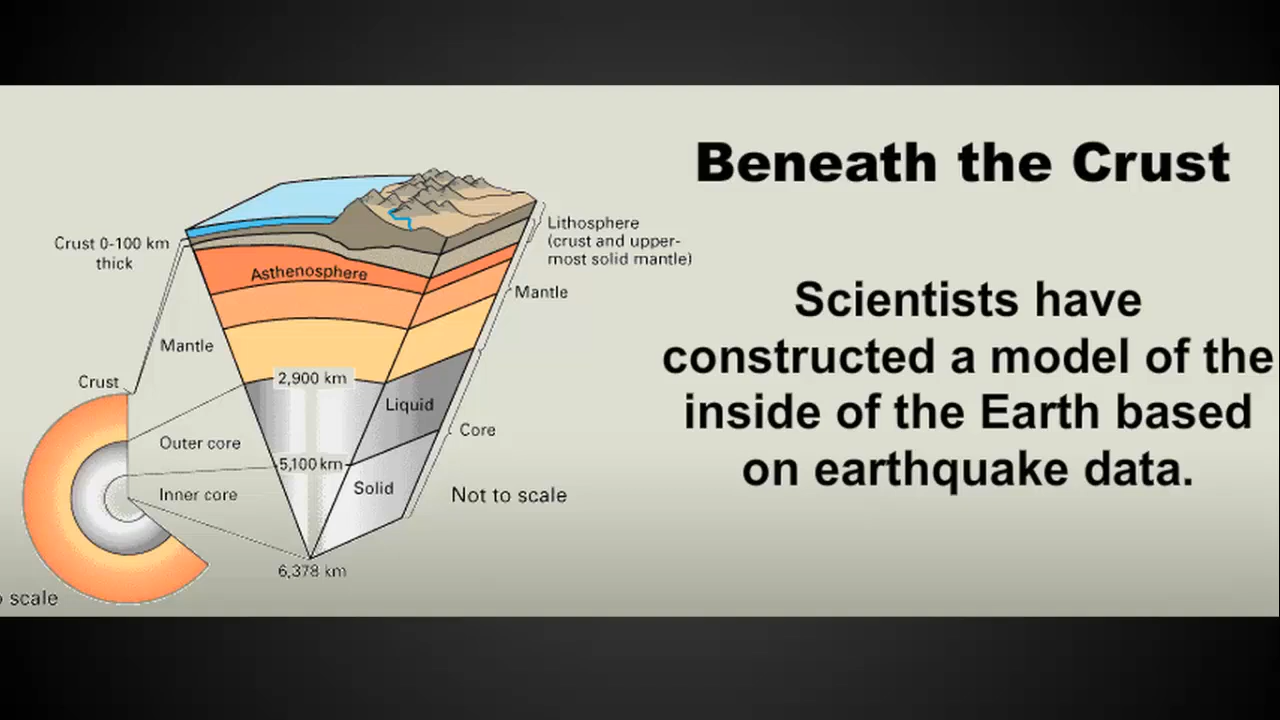 Beneath the Crust
Scientists have
constructed a model of the
inside of the Earth based
on earthquake data.
Crust 0-100 km
thick
Asthenosphere
Lithosphere
(crust and upper-
most solid mantle)
Mantle
Mantle
Crust
2,900 km
Liquid
Outer core
Core
5,100 km
Inner core
Solid
Not to scale
6,378 km
scale